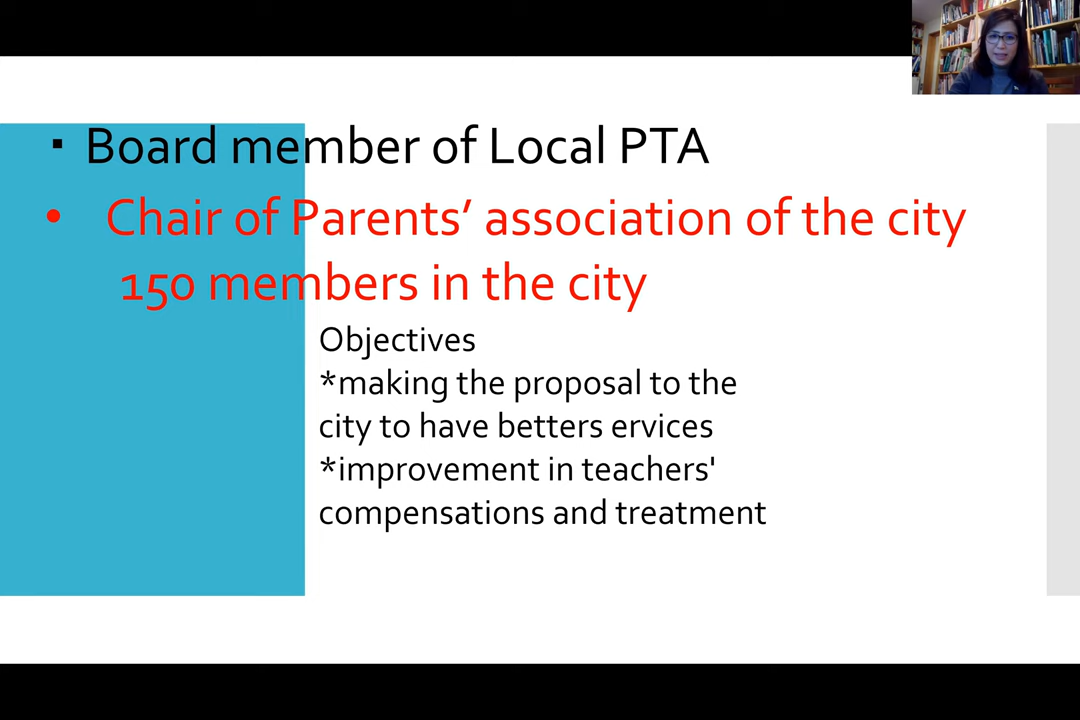 ▪ Board member of Local PTA
• Chair of Parents’ association of the city
150 members in the city
Objectives
*making the proposal to the
city to have betters ervices
*improvement in teachers'
compensations and treatment